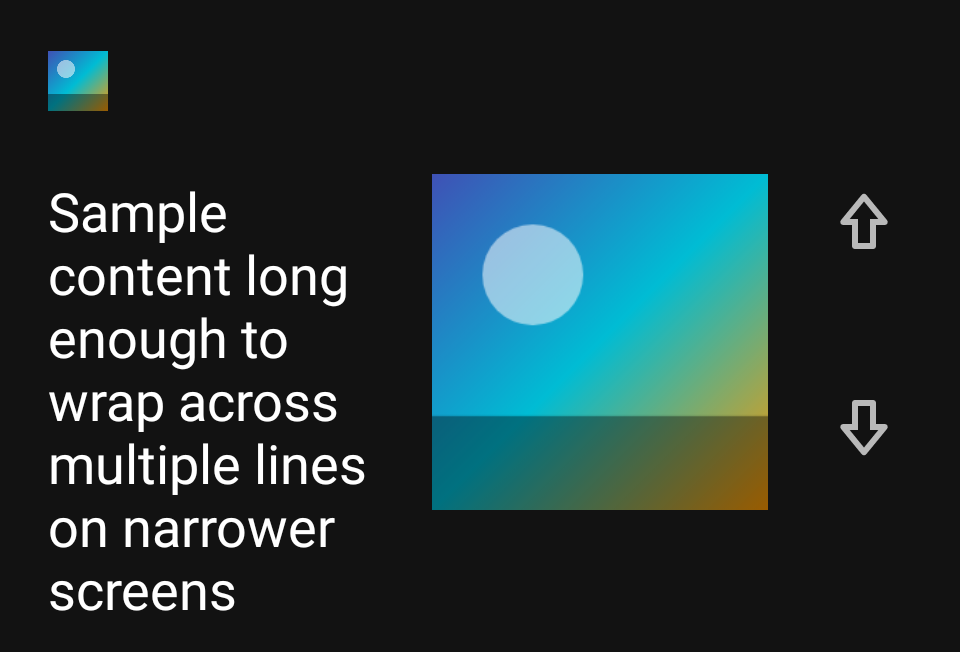 Sample
content long
enough to
wrap across
multiple lines
on narrower
screens